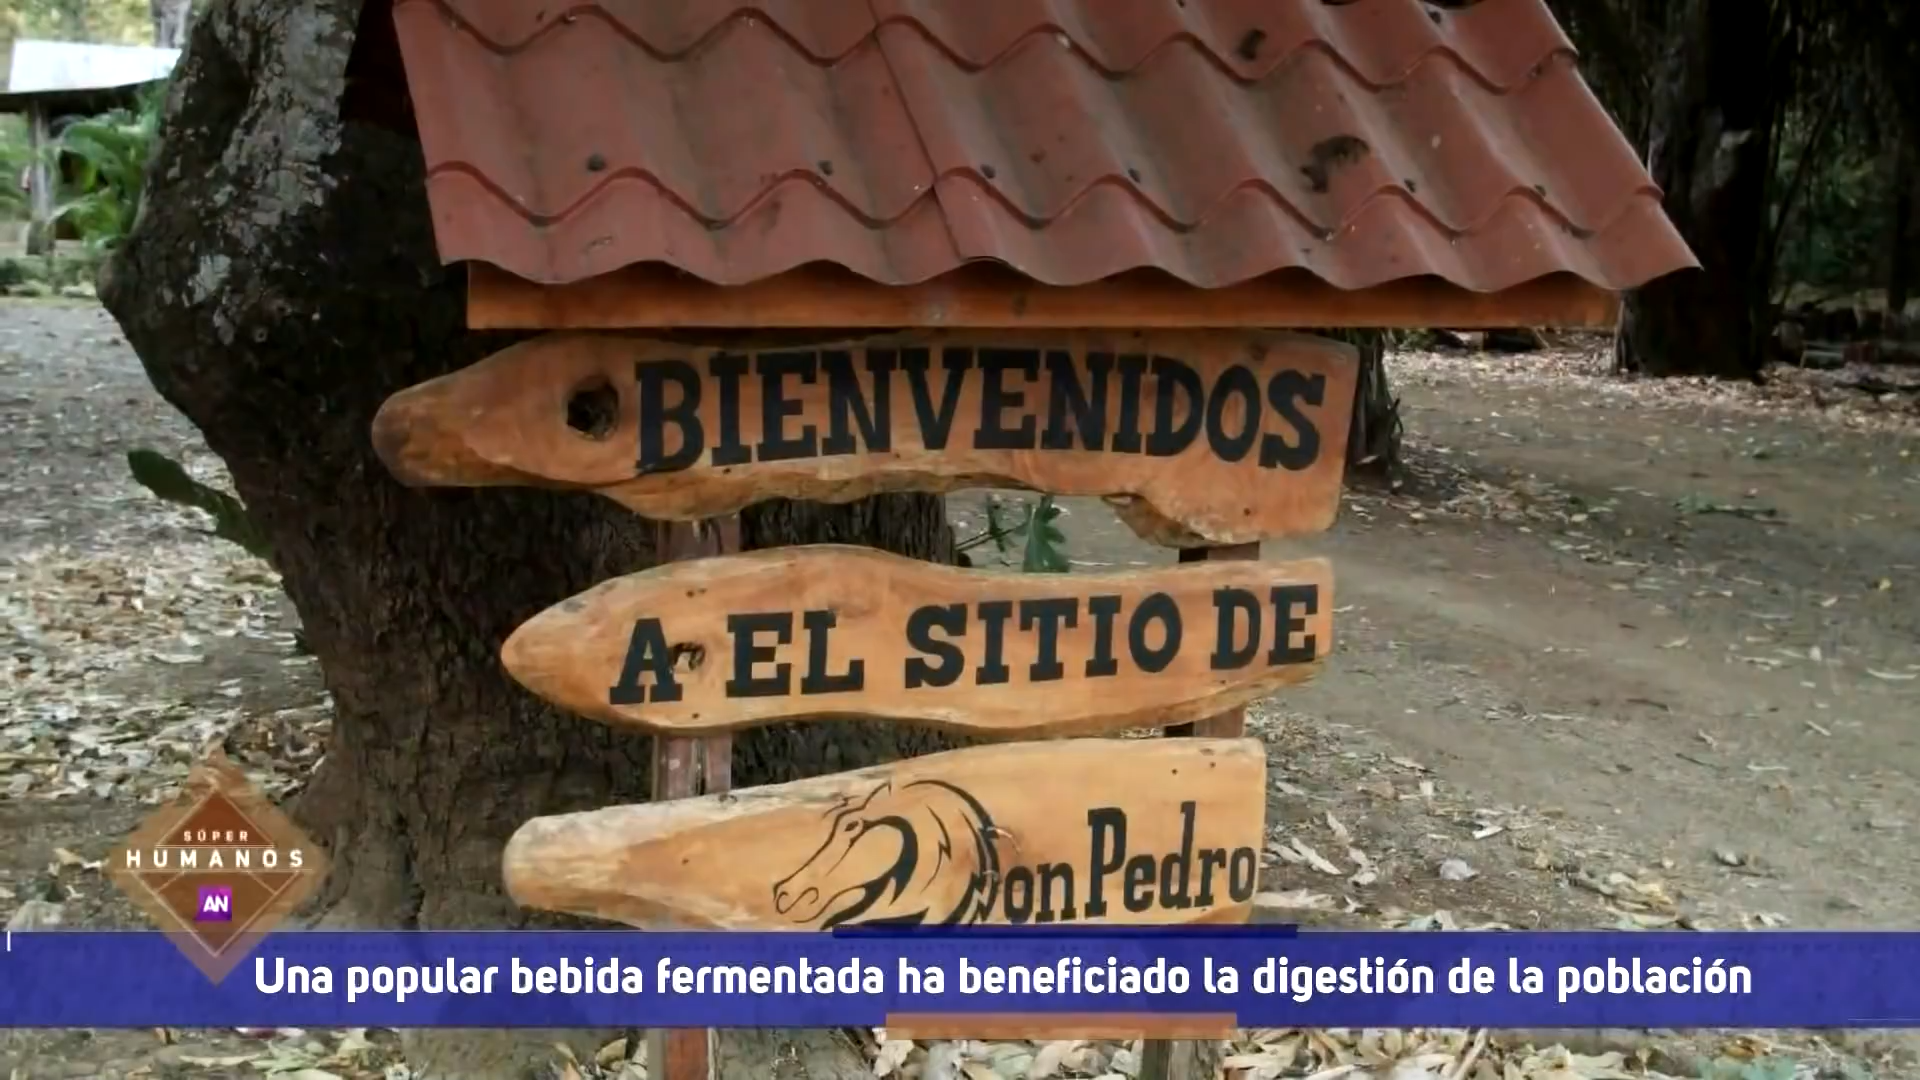 BIENVENIDOS
A EL SITIO DE
Don Pedro
SÚPER
HUMANOS
AN
Una popular bebida fermentada ha beneficiado la digestión de la población